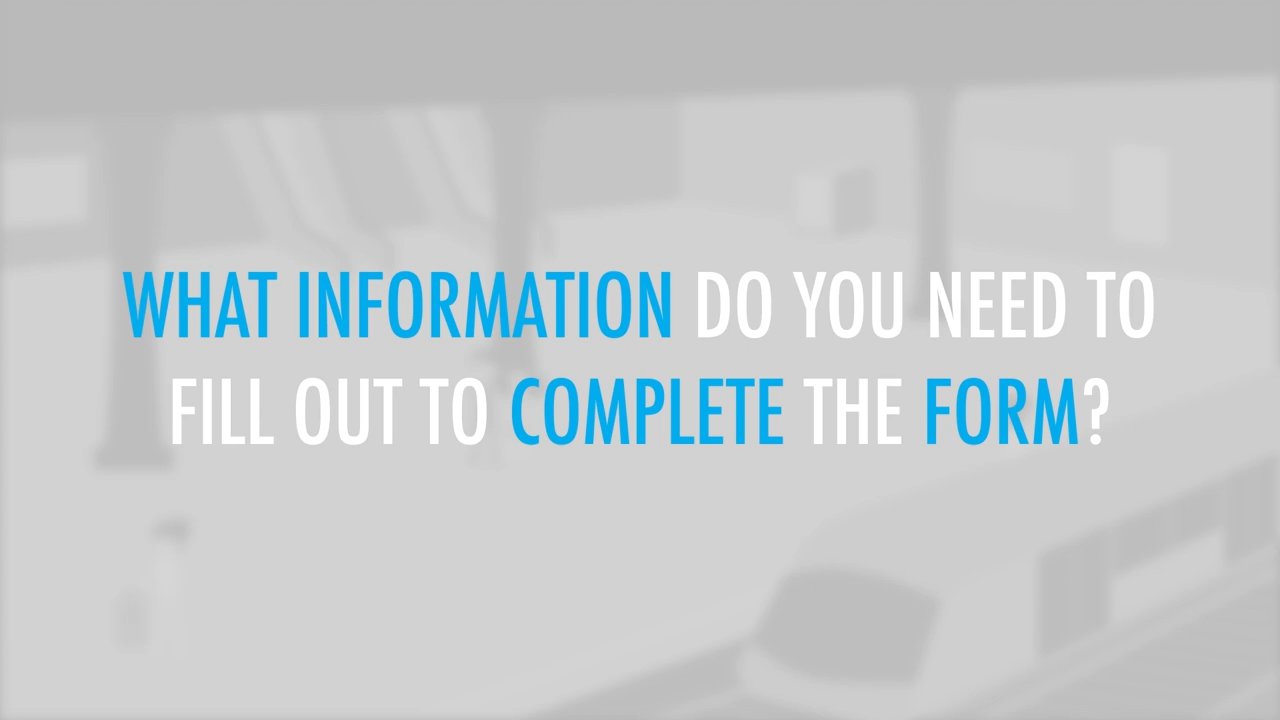 WHAT INFORMATION DO YOU NEED TO
FILL OUT TO COMPLETE THE FORM?